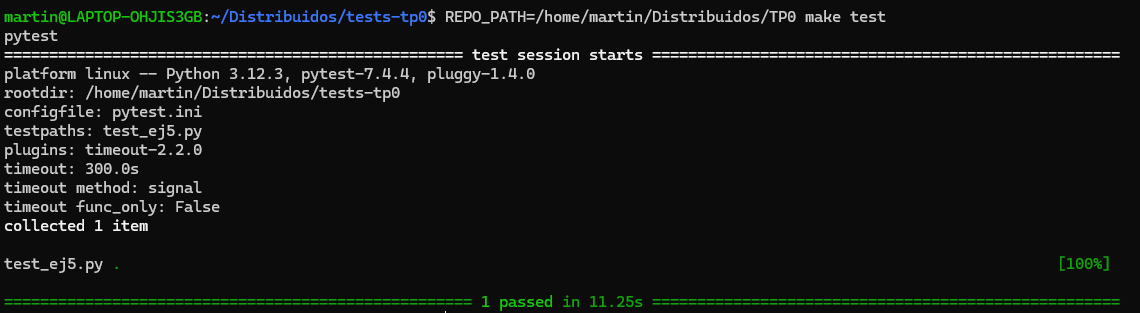 martin@LAPTOP-OHJIS3GB:~/Distribuidos/tests-tp0$ REPO_PATH=/home/martin/Distribuidos/TP0 make test
pytest
=================================================== test session starts ====================================================
platform linux -- Python 3.12.3, pytest-7.4.4, pluggy-1.4.0
rootdir: /home/martin/Distribuidos/tests-tp0
configfile: pytest.ini
testpaths: test_ej5.py
plugins: timeout-2.2.0
timeout: 300.0s
timeout method: signal
timeout func_only: False
collected 1 item
test_ej5.py . [100%]
==================================================== 1 passed in 11.25s ====================================================